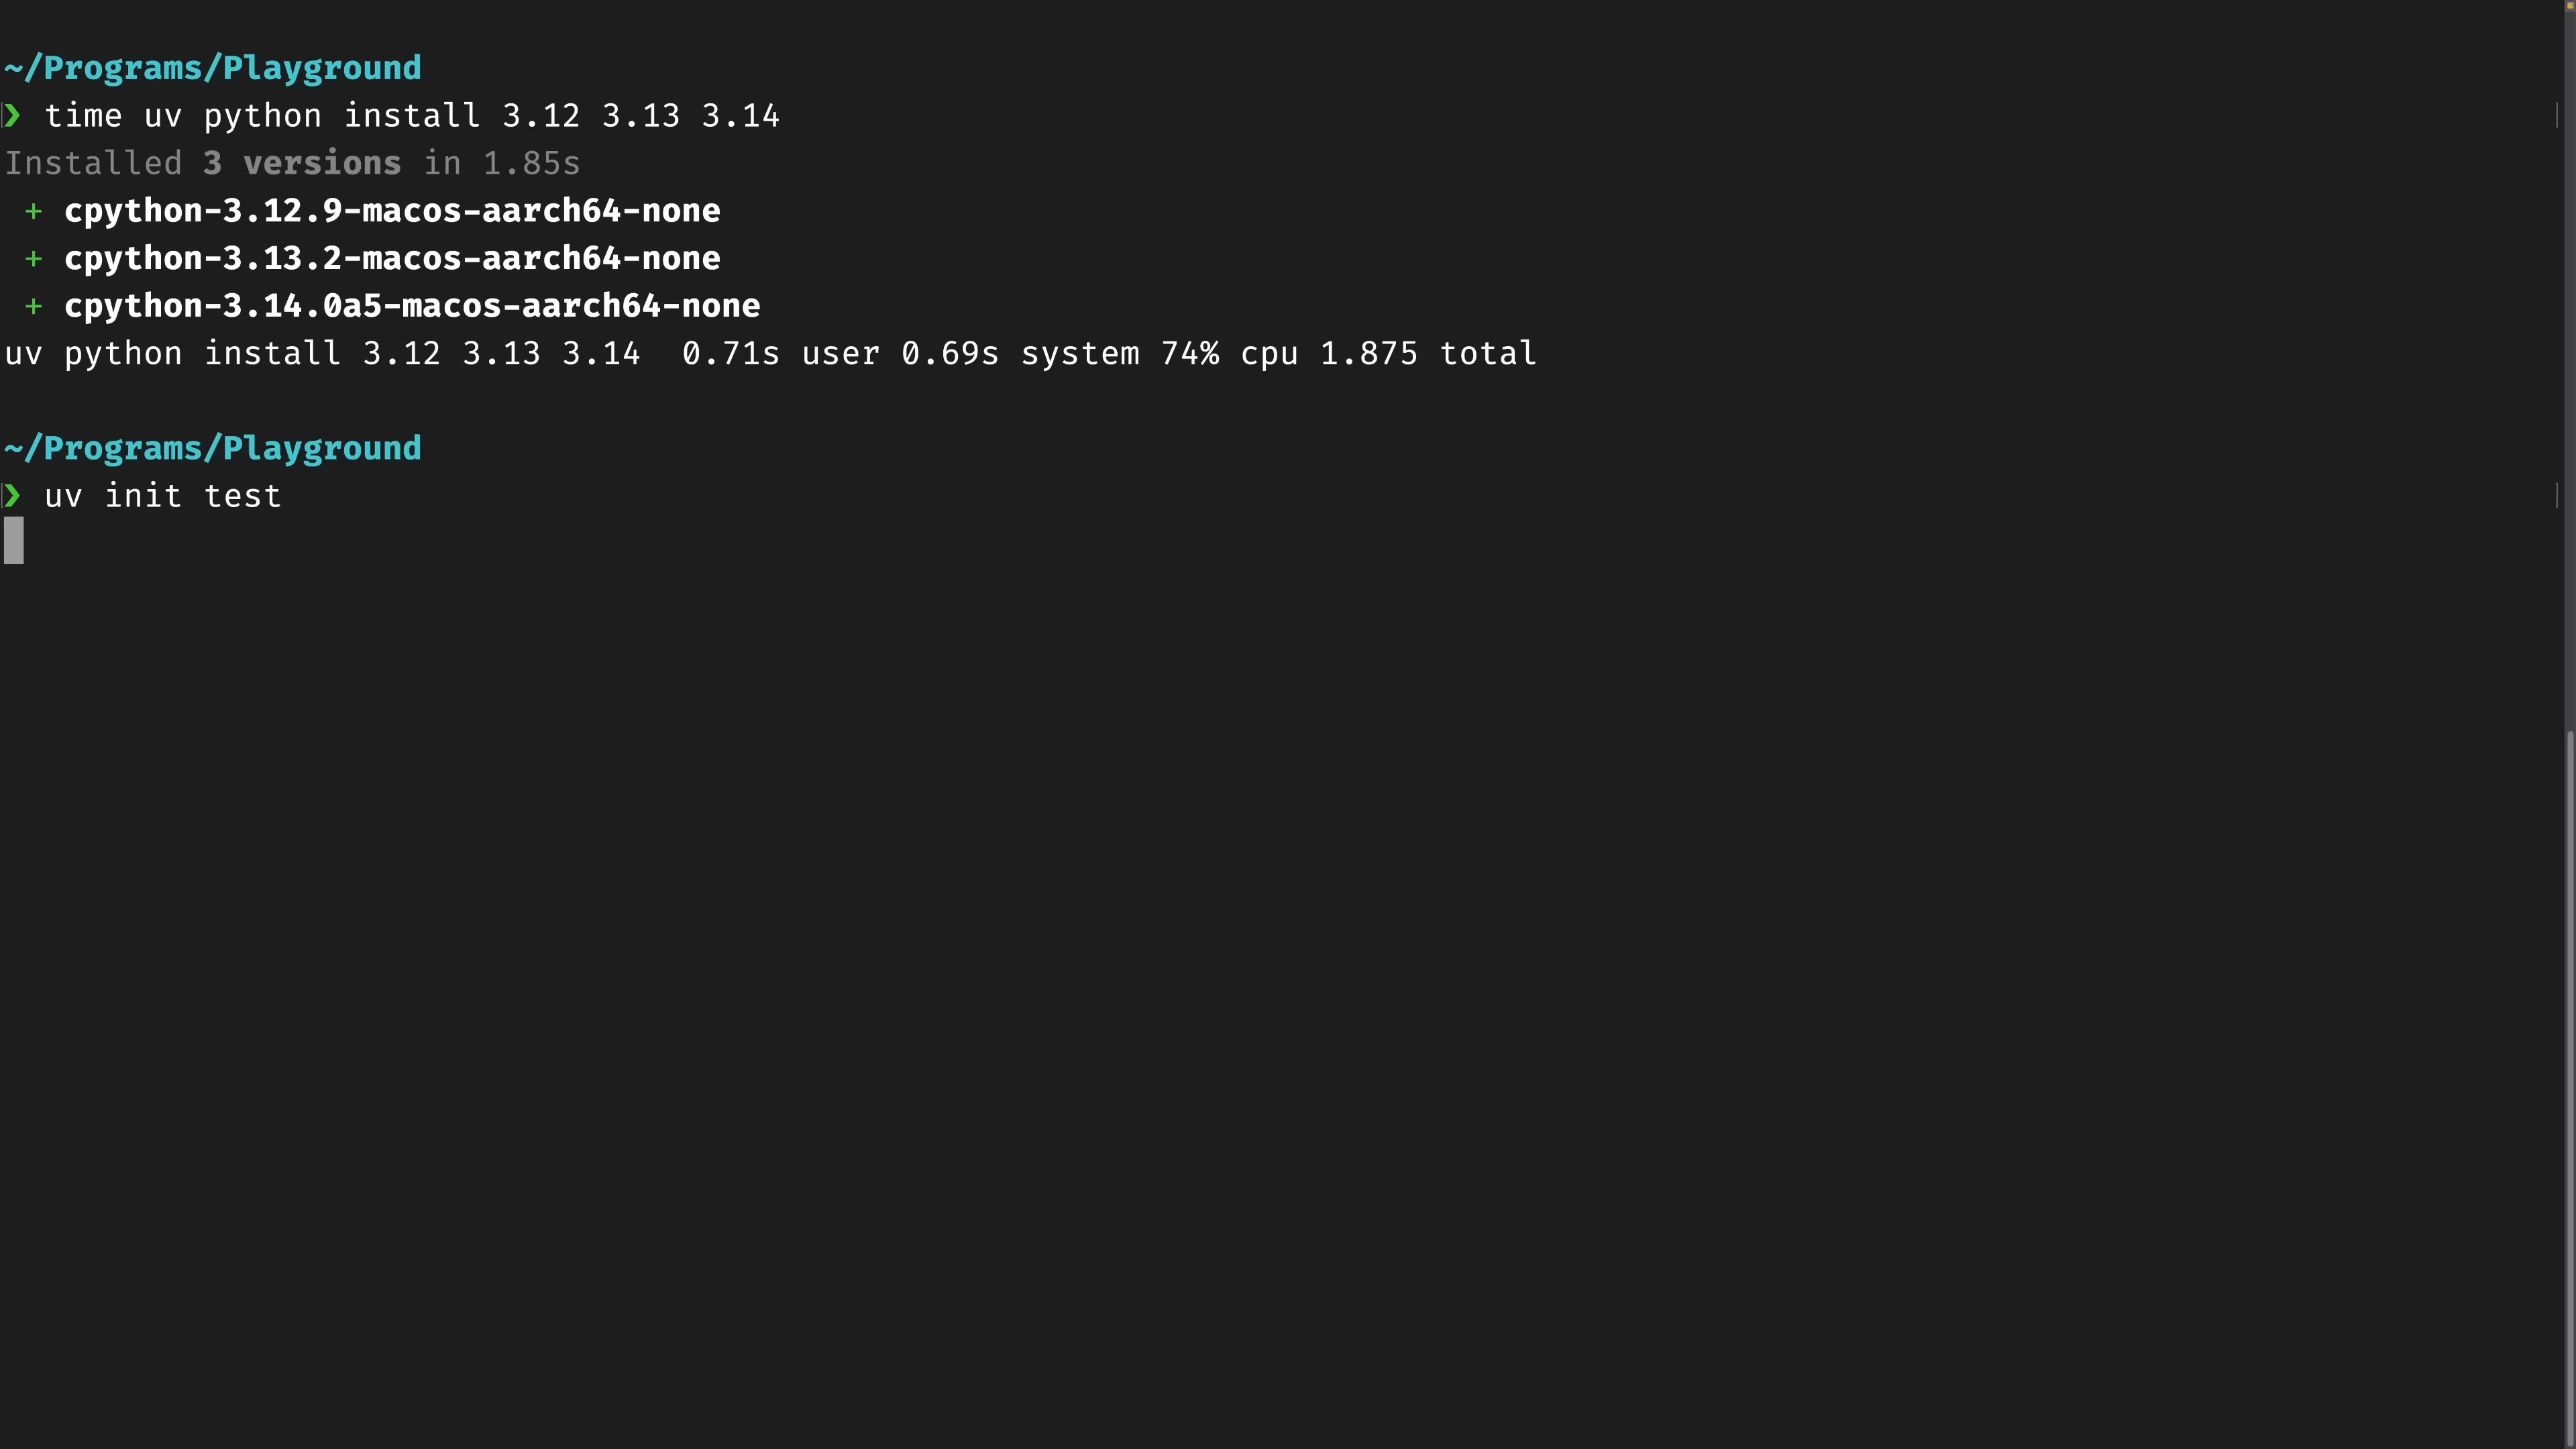 ~/Programs/Playground
❯ time uv python install 3.12 3.13 3.14
Installed 3 versions in 1.85s
+ cpython-3.12.9-macos-aarch64-none
+ cpython-3.13.2-macos-aarch64-none
+ cpython-3.14.0a5-macos-aarch64-none
uv python install 3.12 3.13 3.14  0.71s user 0.69s system 74% cpu 1.875 total
~/Programs/Playground
❯ uv init test